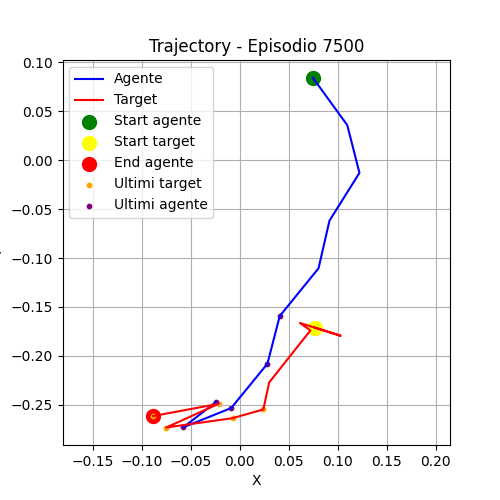 Trajectory - Episodio 7500
Agente
Target
Start agente
Start target
End agente
Ultimi target
Ultimi agente
0.10
0.05
0.00
−0.05
−0.10
−0.15
−0.20
−0.25
−0.15 −0.10 −0.05 0.00 0.05 0.10 0.15 0.20
X